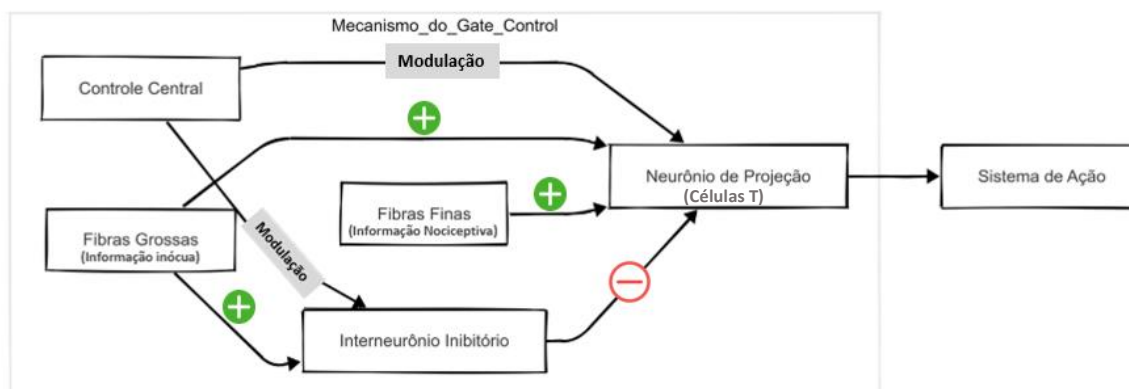 Mecanismo_do_Gate_Control
Modulação
Controle Central
Neurônio de Projeção
(Células T)
Sistema de Ação
Fibras Finas
(Informação Nociceptiva)
Fibras Grossas
(Informação inócua)
Modulação
Interneurônio Inibitório